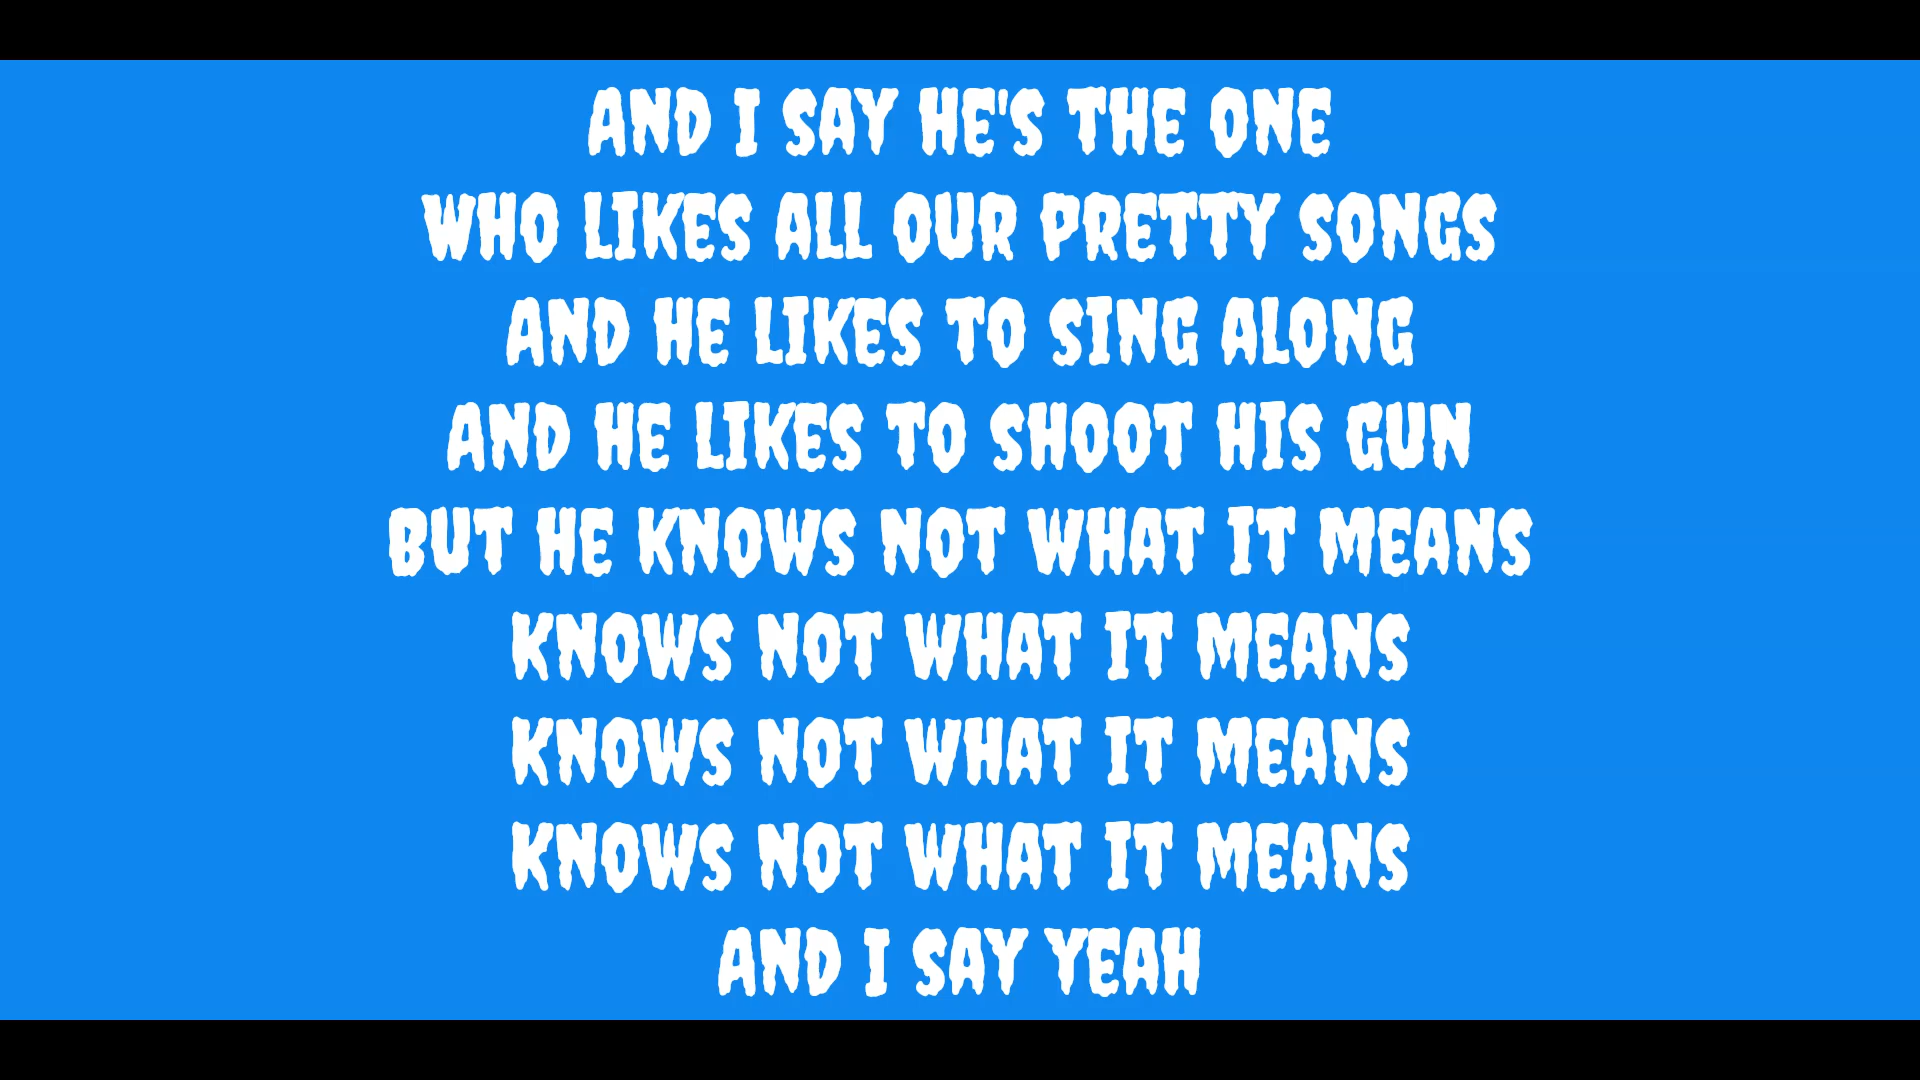 AND I SAY HE'S THE ONE
WHO LIKES ALL OUR PRETTY SONGS
AND HE LIKES TO SING ALONG
AND HE LIKES TO SHOOT HIS GUN
BUT HE KNOWS NOT WHAT IT MEANS
KNOWS NOT WHAT IT MEANS
KNOWS NOT WHAT IT MEANS
KNOWS NOT WHAT IT MEANS
AND I SAY YEAH